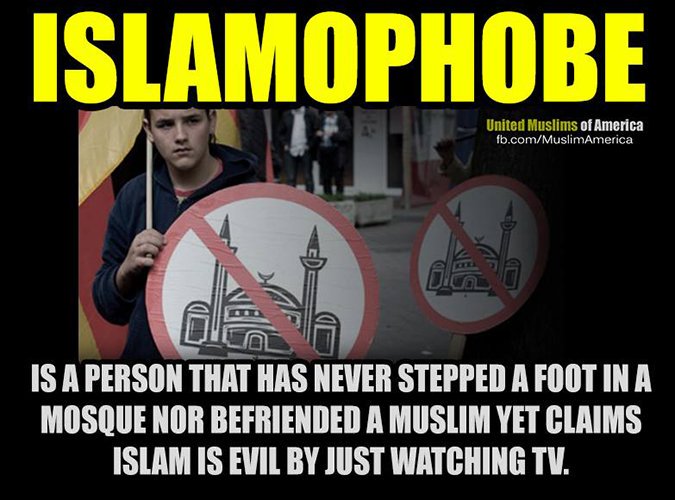 ISLAMOPHOBE
United Muslims of America
fb.com/MuslimAmerica
IS A PERSON THAT HAS NEVER STEPPED A FOOT IN A
MOSQUE NOR BEFRIENDED A MUSLIM YET CLAIMS
ISLAM IS EVIL BY JUST WATCHING TV.